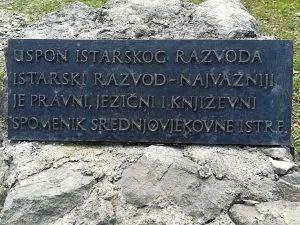 USPON ISTARSKOG RAZVODA
ISTARSKI RAZVOD–NAJVAŽNIJI
JE PRAVNI, JEZIČNI I KNJIŽEVNI
SPOMENIK SREDNJOVJEKOVNE ISTRE.